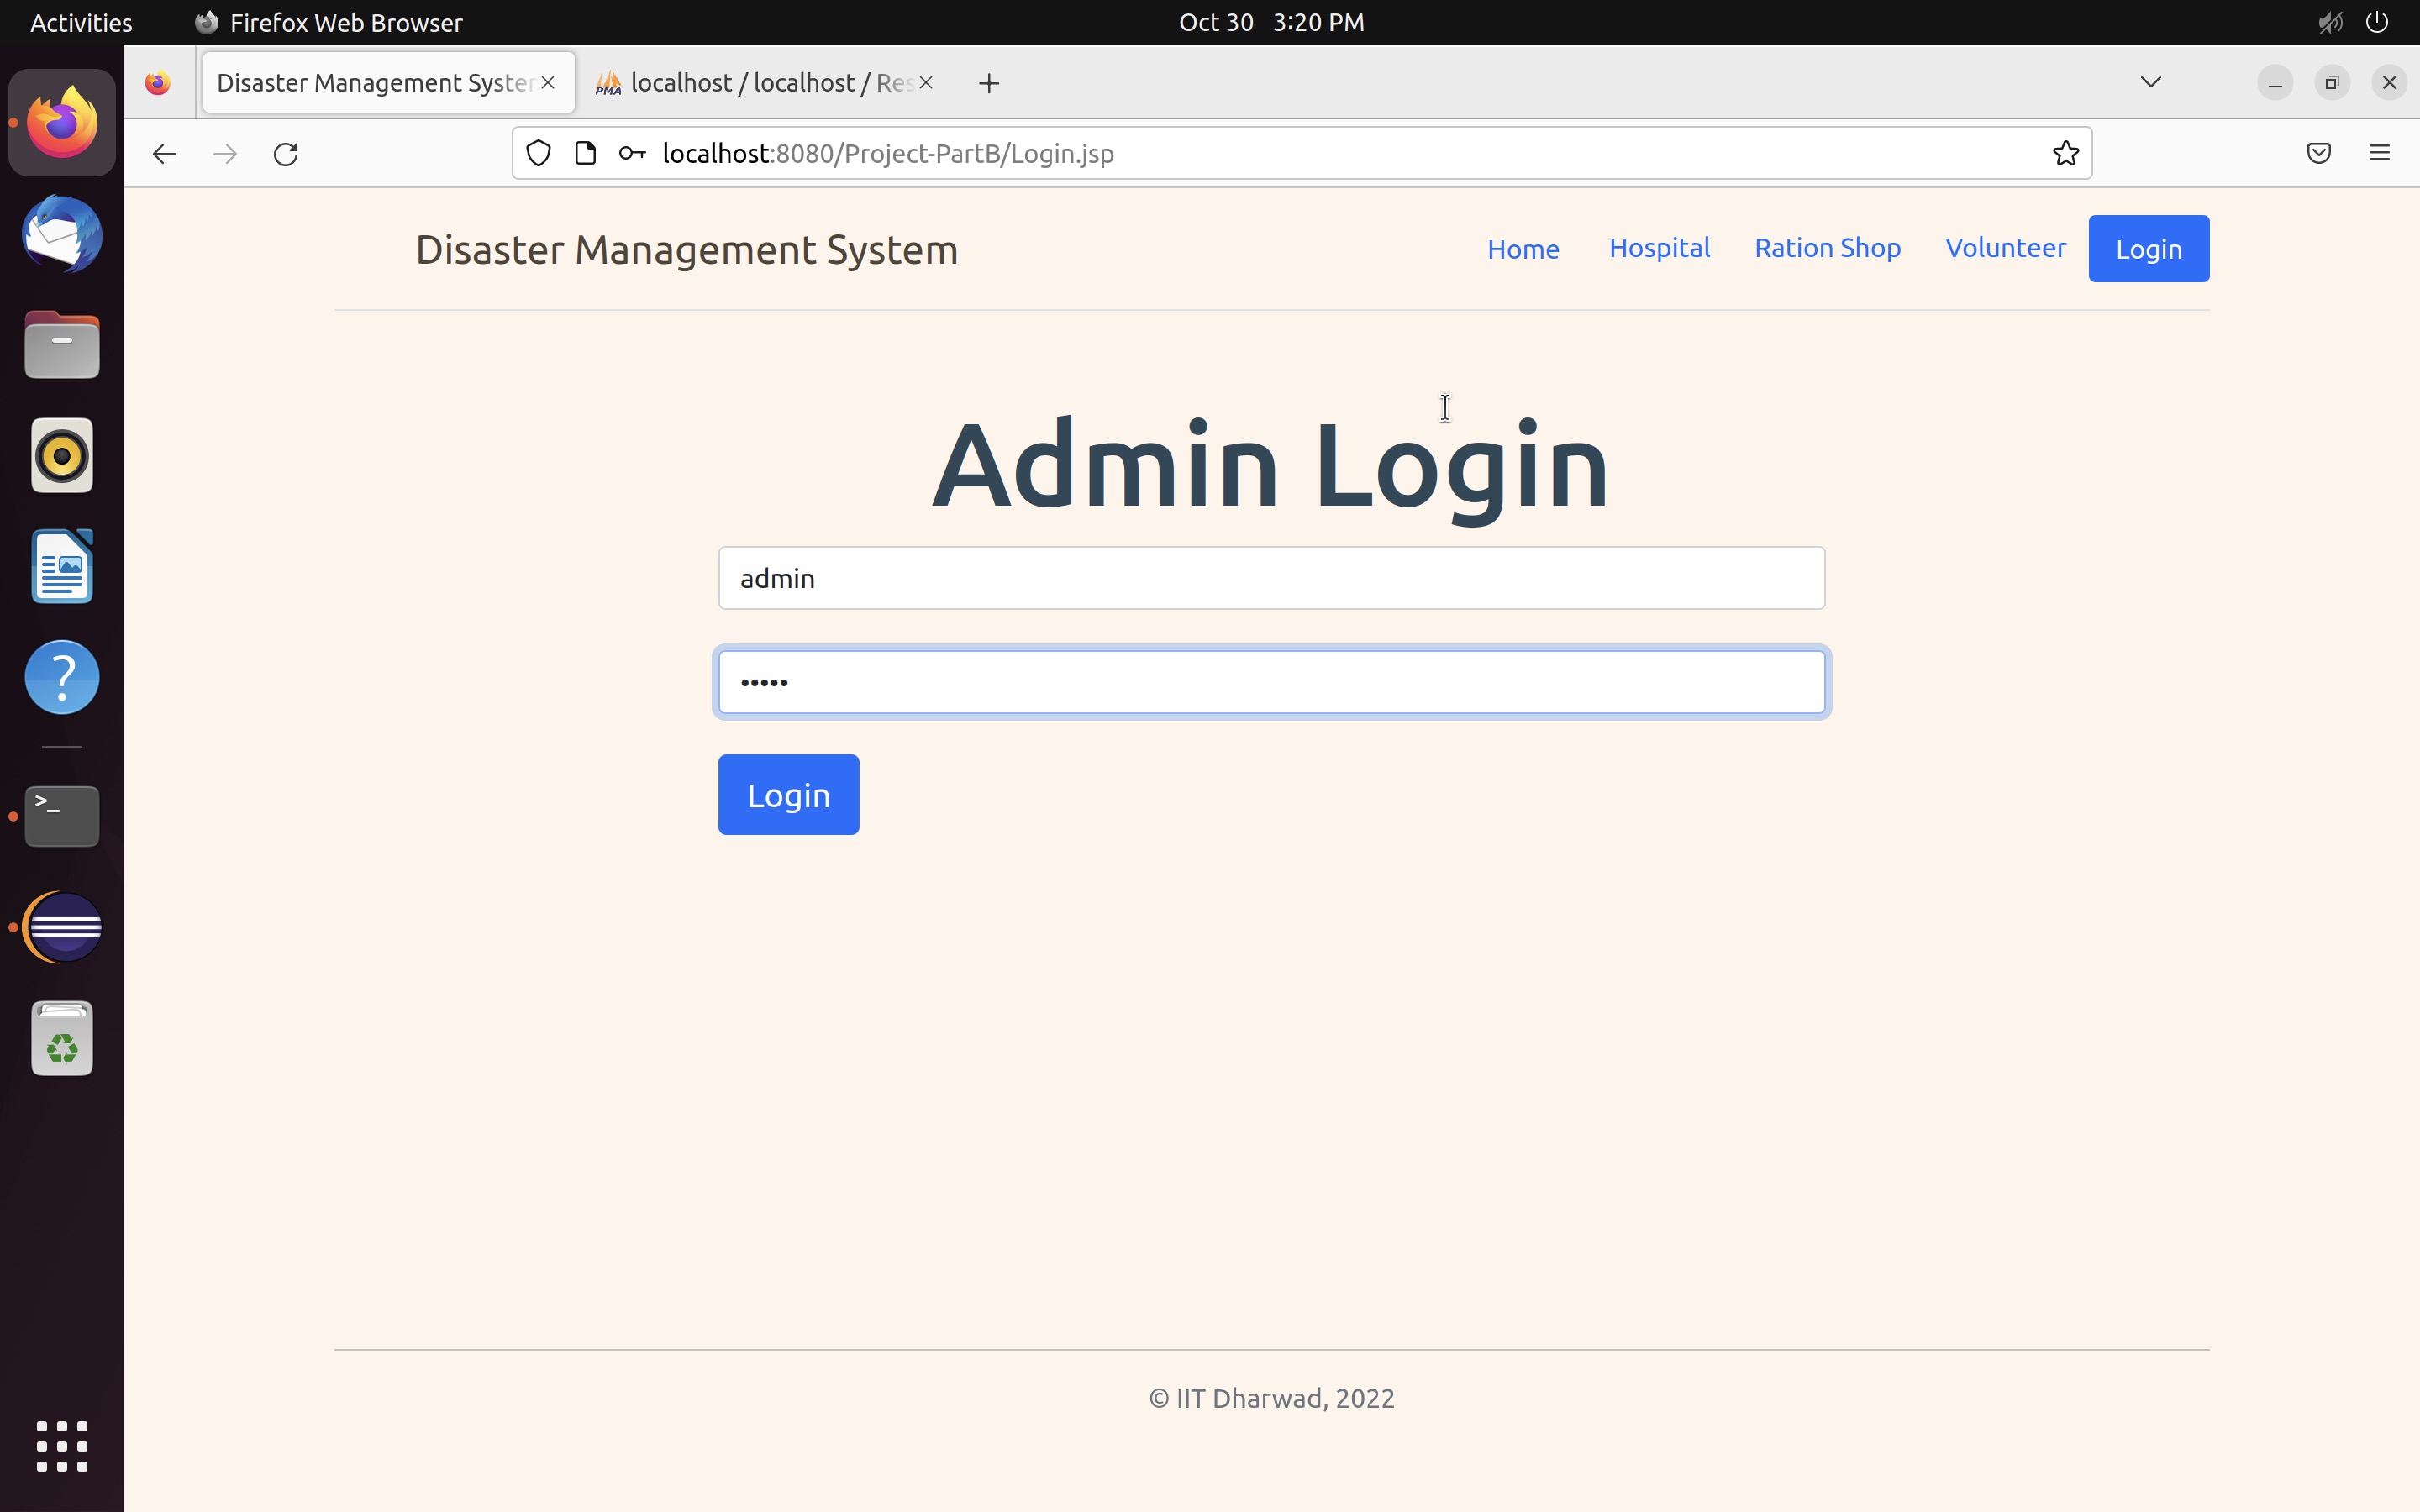 Activities Firefox Web Browser Oct 30 3:20 PM
Disaster Management System localhost / localhost / Res
localhost:8080/Project-PartB/Login.jsp
Disaster Management System Home Hospital Ration Shop Volunteer Login
Admin Login
admin
•••••
Login
© IIT Dharwad, 2022